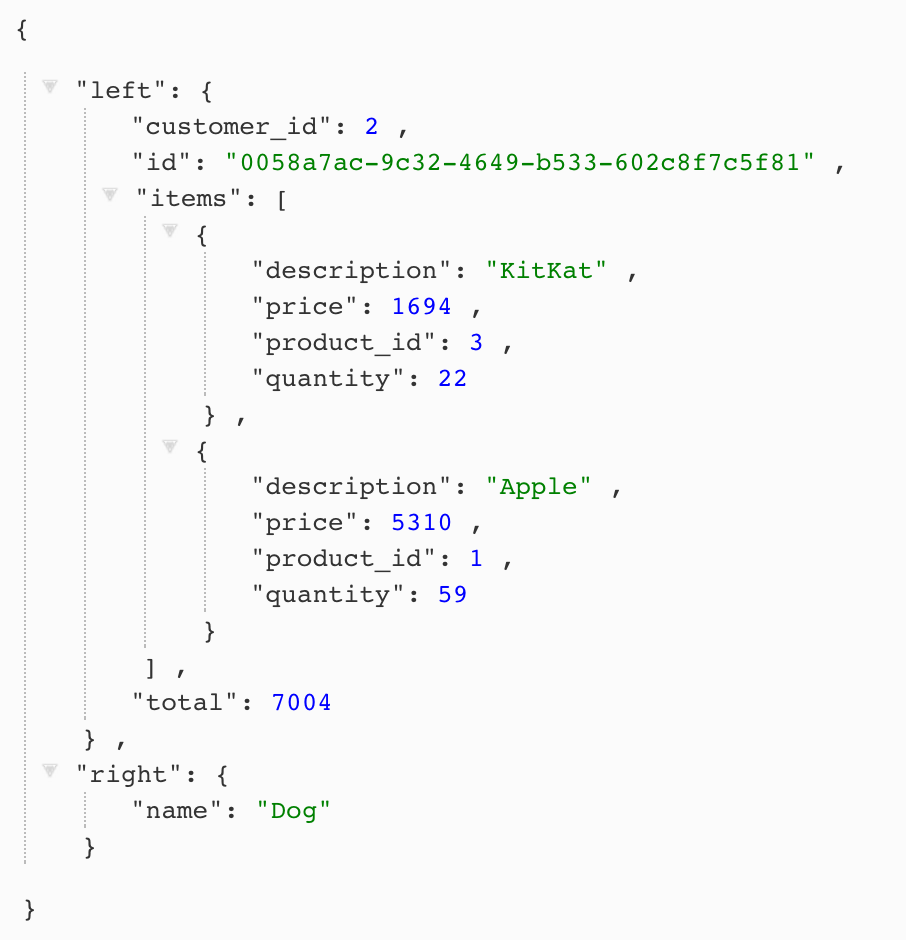 {
"left": {
"customer_id": 2 ,
"id": "0058a7ac-9c32-4649-b533-602c8f7c5f81" ,
"items": [
{
"description": "KitKat" ,
"price": 1694 ,
"product_id": 3 ,
"quantity": 22
} ,
{
"description": "Apple" ,
"price": 5310 ,
"product_id": 1 ,
"quantity": 59
}
] ,
"total": 7004
} ,
"right": {
"name": "Dog"
}
}